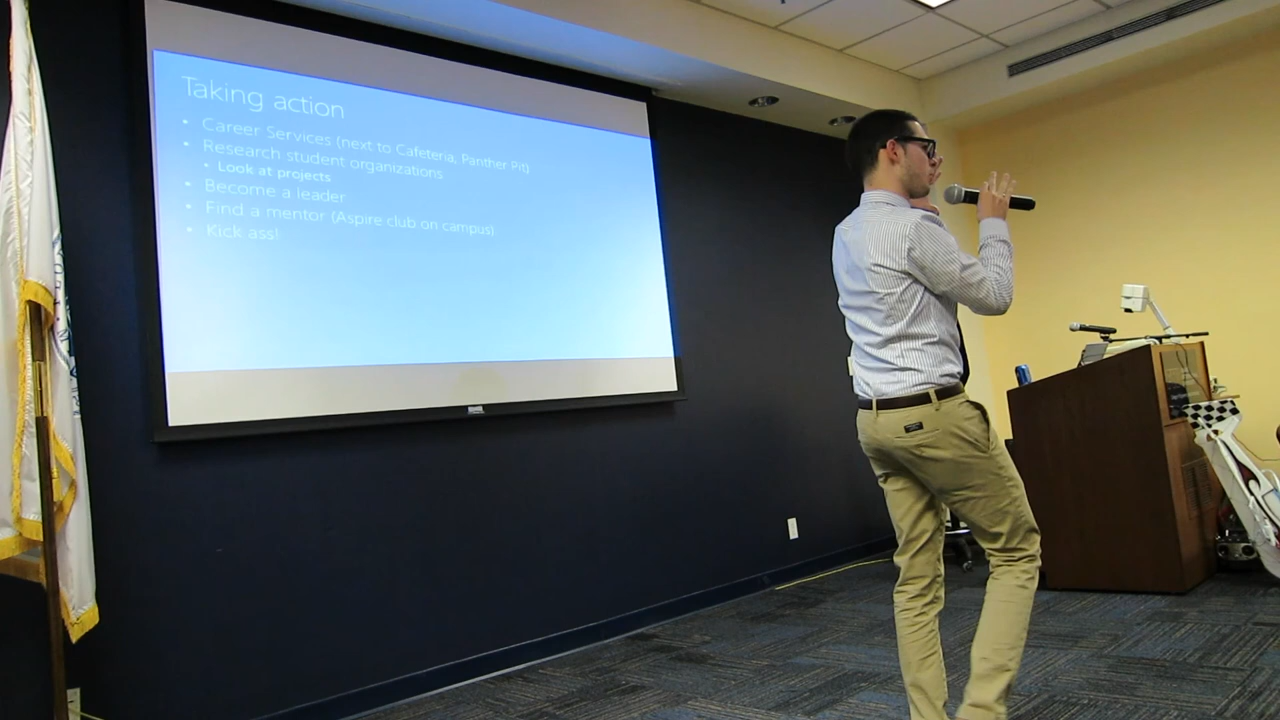 Taking action
• Career Services (next to Cafeteria, Panther Pit)
• Research student organizations
• Look at projects
• Become a leader
• Find a mentor (Aspire club on campus)
• Kick ass!